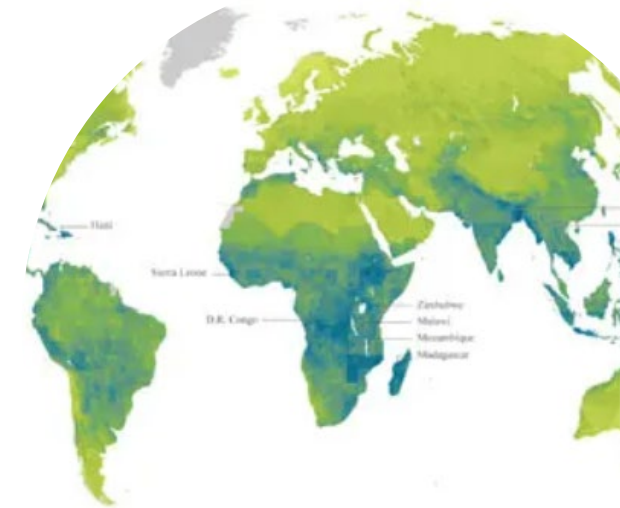 Haiti
Sierra Leone
D.R. Congo
Zimbabwe
Malawi
Mozambique
Madagascar